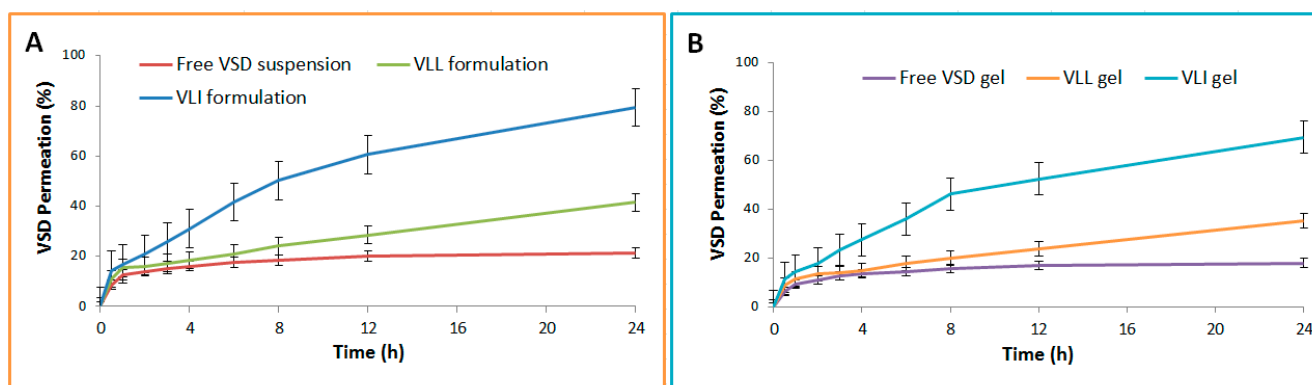 A
Free VSD suspension
VLL formulation
VLI formulation
VSD Permeation (%)
100
80
60
40
20
0
0 4 8 12 16 20 24
Time (h)
B
Free VSD gel
VLL gel
VLI gel
VSD Permeation (%)
100
80
60
40
20
0
0 4 8 12 16 20 24
Time (h)